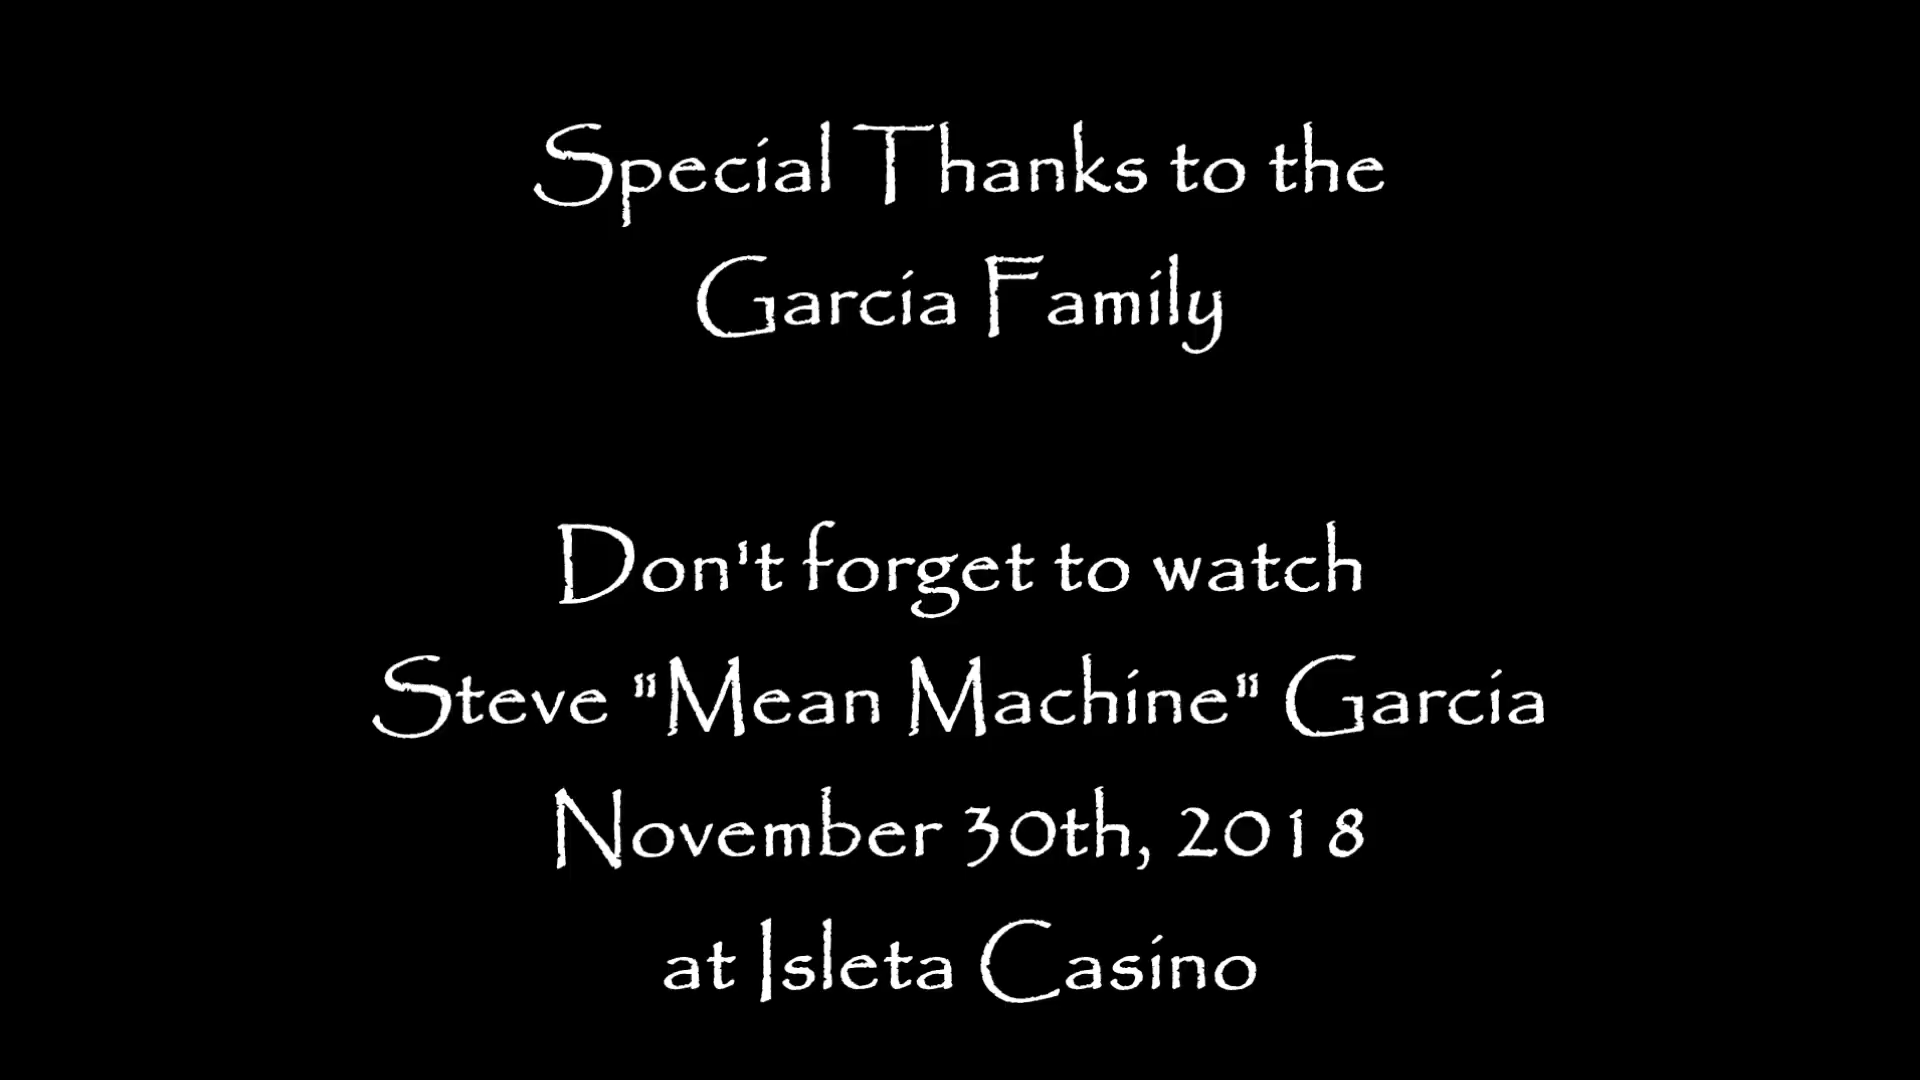 Special Thanks to the
Garcia Family
Don't forget to watch
Steve "Mean Machine" Garcia
November 30th, 2018
at Isleta Casino